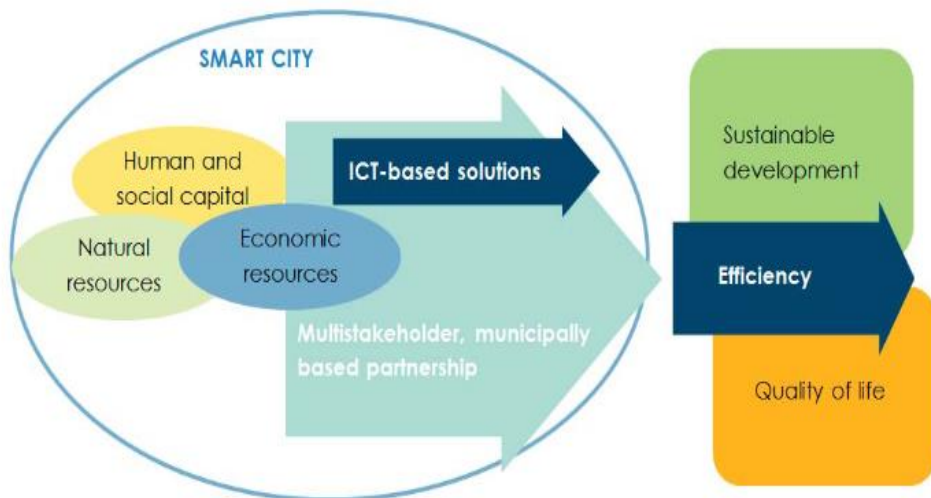 SMART CITY
Human and
social capital
Natural
resources
Economic
resources
ICT-based solutions
Multistakeholder, municipally
based partnership
Sustainable
development
Efficiency
Quality of life